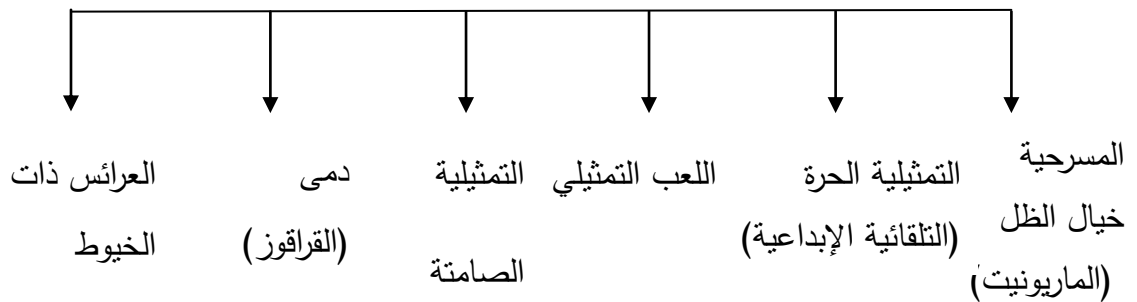 المسرحية
خيال الظل
(الماريونيت)
التمثيلية الحرة
(التلقائية الإبداعية)
اللعب التمثيلي
التمثيلية
الصامتة
دمى
(القراقوز)
العرائس ذات
الخيوط